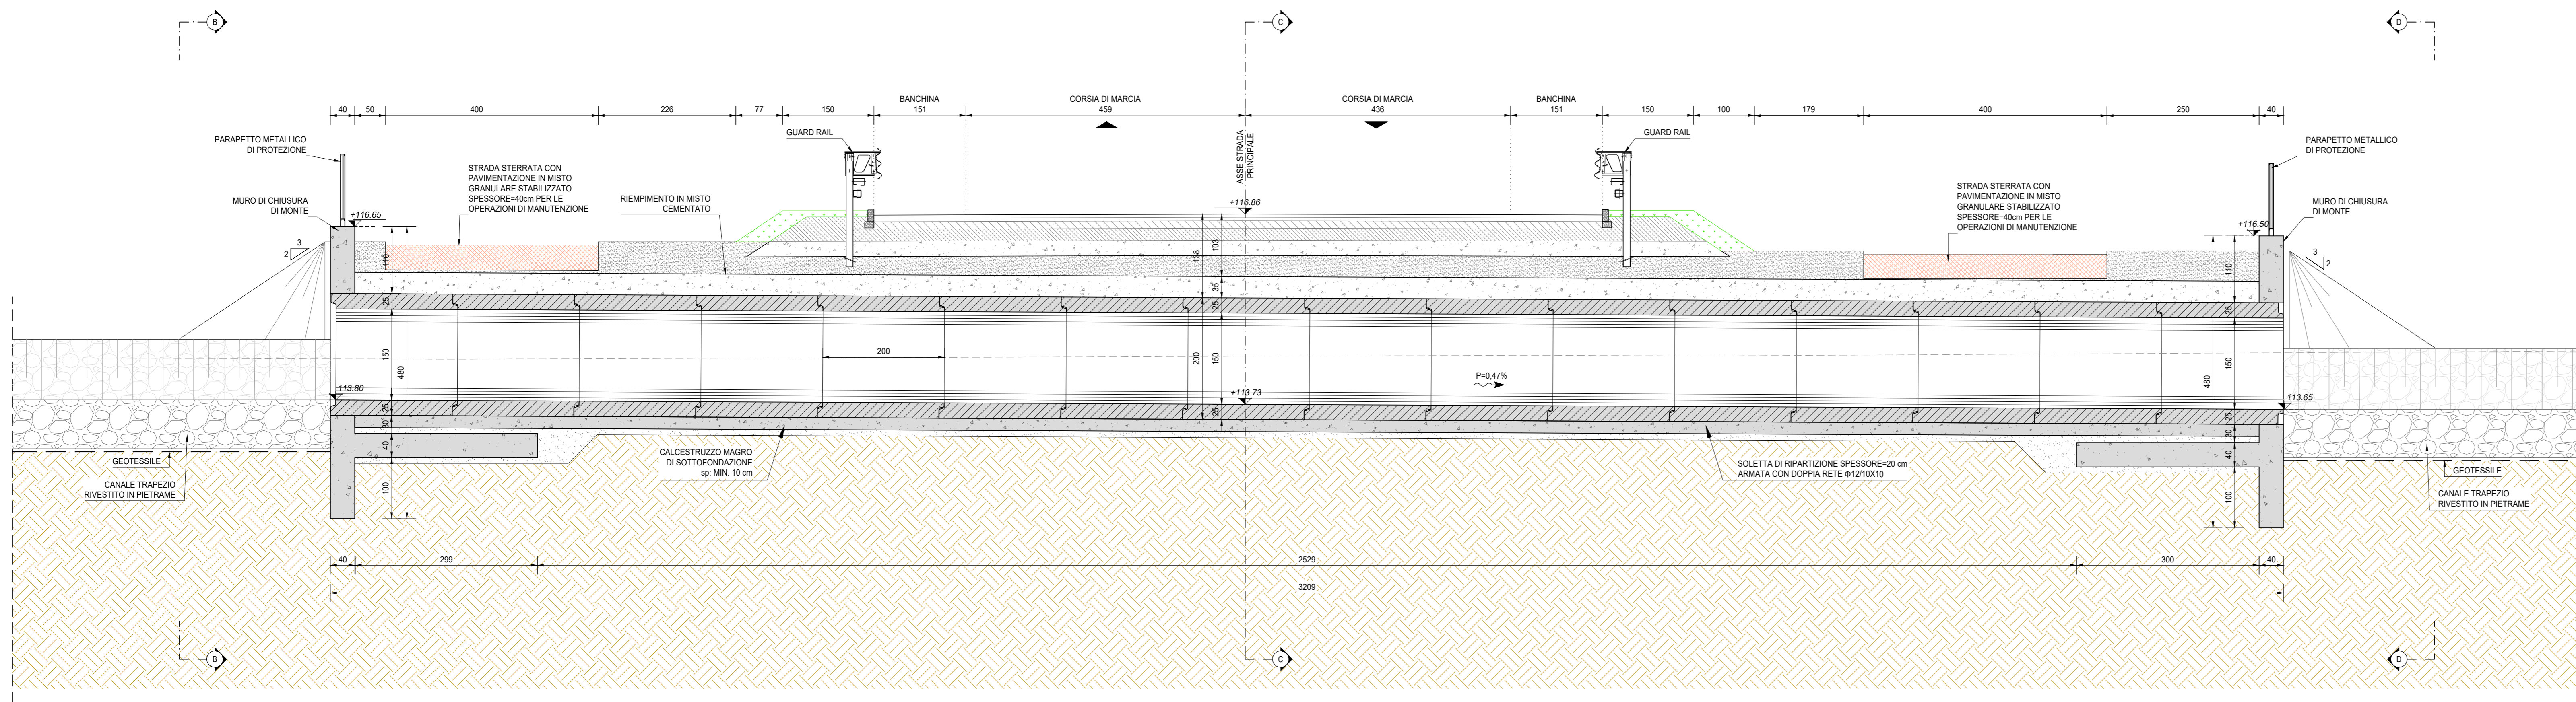 B
C
D
BANCHINA
CORSIA DI MARCIA
CORSIA DI MARCIA
BANCHINA
40
50
400
226
77
150
151
459
436
151
150
100
179
400
250
40
PARAPETTO METALLICO
DI PROTEZIONE
GUARD RAIL
ASSE STRADA
PRINCIPALE
GUARD RAIL
PARAPETTO METALLICO
DI PROTEZIONE
STRADA STERRATA CON
PAVIMENTAZIONE IN MISTO
GRANULARE STABILIZZATO
SPESSORE=40cm PER LE
OPERAZIONI DI MANUTENZIONE
STRADA STERRATA CON
PAVIMENTAZIONE IN MISTO
GRANULARE STABILIZZATO
SPESSORE=40cm PER LE
OPERAZIONI DI MANUTENZIONE
MURO DI CHIUSURA
DI MONTE
RIEMPIMENTO IN MISTO
CEMENTATO
MURO DI CHIUSURA
DI MONTE
+116.65
+116.86
+116.50
3
2
3
2
110
138
103
110
35
25
25
25
150
480
200
200
150
P=0,47%
150
480
113.80
+113.73
113.65
25
25
25
30
40
100
30
40
100
GEOTESSILE
CANALE TRAPEZIO
RIVESTITO IN PIETRAME
CALCESTRUZZO MAGRO
DI SOTTOFONDAZIONE
sp: MIN. 10 cm
SOLETTA DI RIPARTIZIONE SPESSORE=20 cm
ARMATA CON DOPPIA RETE Φ12/10X10
GEOTESSILE
CANALE TRAPEZIO
RIVESTITO IN PIETRAME
40
299
2529
300
40
3209
B
C
D